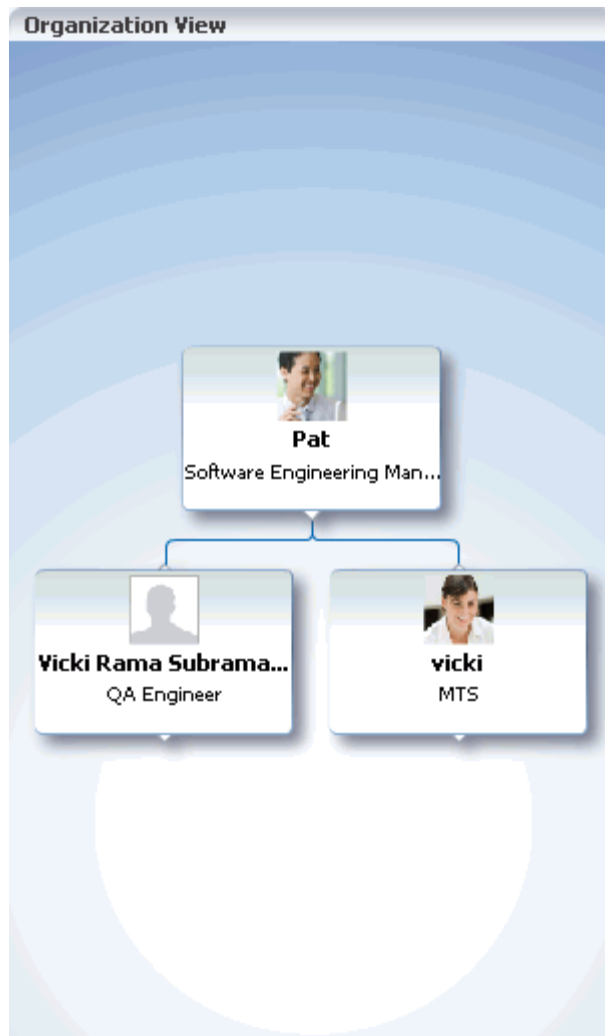 Organization View
Pat
Software Engineering Man...
Vicki Rama Subrama...
QA Engineer
vicki
MTS